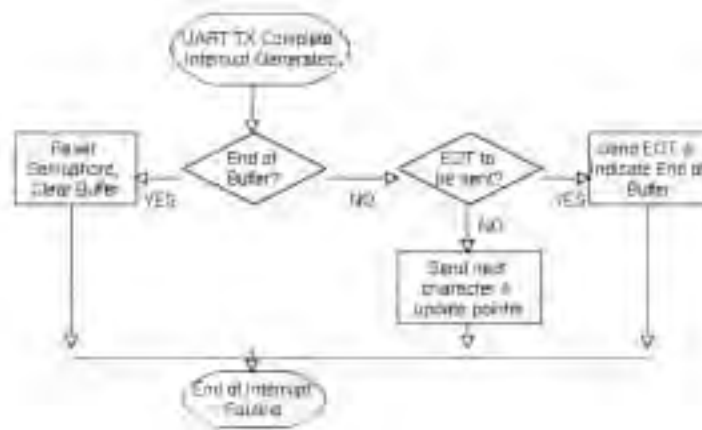 UART TX Complete
Interrupt Generated
Reset
Semaphore,
Clear Buffer
YES
End of
Buffer?
NO
EOT to
be sent?
YES
Send EOT &
Indicate End of
Buffer
NO
Send next
character &
update pointer
End of Interrupt
Routine